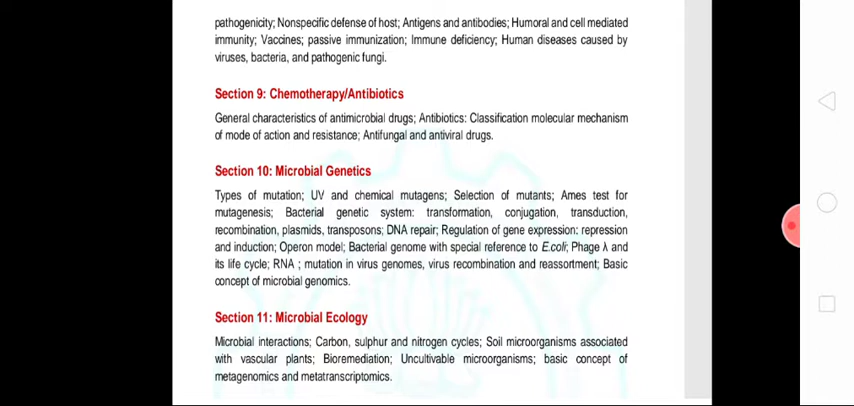 pathogenicity; Nonspecific defense of host; Antigens and antibodies; Humoral and cell mediated
immunity; Vaccines; passive immunization; Immune deficiency; Human diseases caused by
viruses, bacteria, and pathogenic fungi.
Section 9: Chemotherapy/Antibiotics
General characteristics of antimicrobial drugs; Antibiotics: Classification molecular mechanism
of mode of action and resistance; Antifungal and antiviral drugs.
Section 10: Microbial Genetics
Types of mutation; UV and chemical mutagens; Selection of mutants; Ames test for
mutagenesis; Bacterial genetic system: transformation, conjugation, transduction,
recombination, plasmids, transposons; DNA repair; Regulation of gene expression: repression
and induction; Operon model; Bacterial genome with special reference to E.coli; Phage λ and
its life cycle; RNA ; mutation in virus genomes, virus recombination and reassortment; Basic
concept of microbial genomics.
Section 11: Microbial Ecology
Microbial interactions; Carbon, sulphur and nitrogen cycles; Soil microorganisms associated
with vascular plants; Bioremediation; Uncultivable microorganisms; basic concept of
metagenomics and metatranscriptomics.